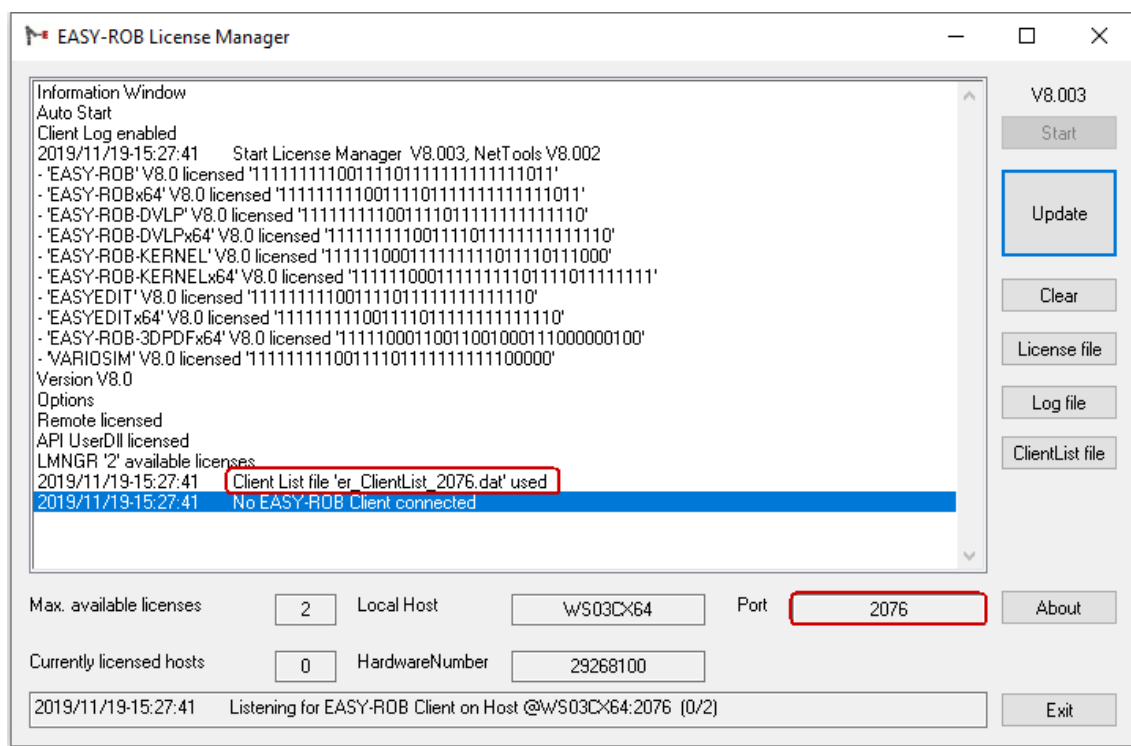 EASY-ROB License Manager
Information Window
Auto Start
Client Log enabled
2019/11/19-15:27:41 Start License Manager V8.003, NetTools V8.002
- 'EASY-ROB' V8.0 licensed '11111111100111101111111111111011'
- 'EASY-ROBx64' V8.0 licensed '11111111100111101111111111111011'
- 'EASY-ROB-DVLP' V8.0 licensed '1111111110011110111111111111110'
- 'EASY-ROB-DVLPx64' V8.0 licensed '1111111110011110111111111111110'
- 'EASY-ROB-KERNEL' V8.0 licensed '11111100011111111110111101111000'
- 'EASY-ROB-KERNELx64' V8.0 licensed '11111100011111111110111101111111111'
- 'EASYEDIT' V8.0 licensed '1111111110011110111111111111110'
- 'EASYEDITx64' V8.0 licensed '1111111110011110111111111111110'
- 'EASY-ROB-3DPDFx64' V8.0 licensed '11111000110011001000111000000100'
- 'VARIOSIM' V8.0 licensed '11111111100111101111111111100000'
Version V8.0
Options
Remote licensed
API UserDll licensed
LMNGR '2' available licenses
2019/11/19-15:27:41 Client List file 'er_ClientList_2076.dat' used
2019/11/19-15:27:41 No EASY-ROB Client connected
V8.003
Start
Update
Clear
License file
Log file
ClientList file
Max. available licenses 2 Local Host WS03CX64 Port 2076 About
Currently licensed hosts 0 HardwareNumber 29268100
2019/11/19-15:27:41 Listening for EASY-ROB Client on Host @WS03CX64:2076 (0/2) Exit